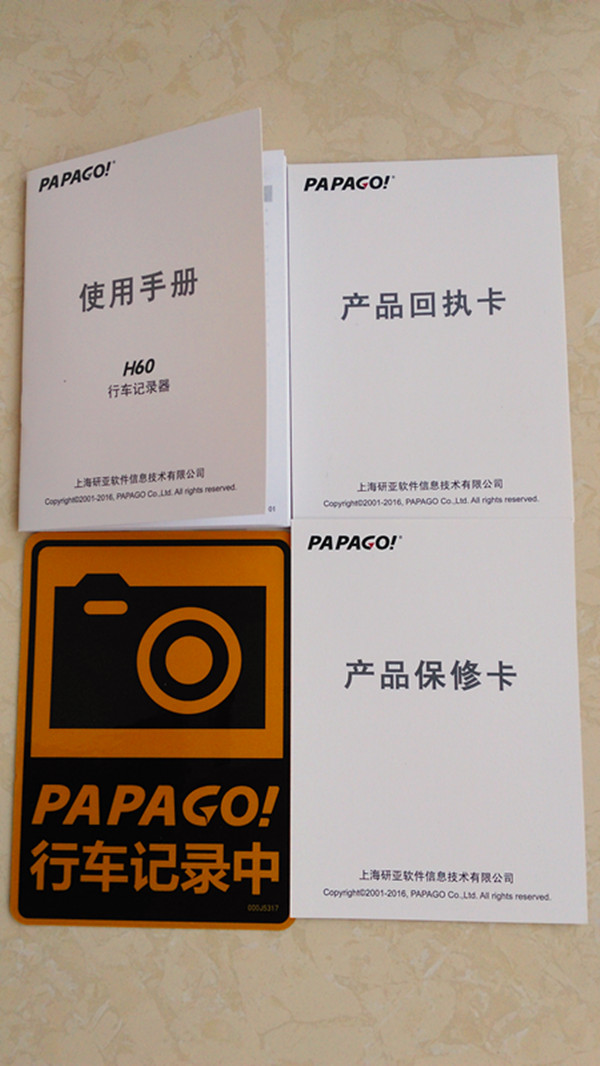 PAPAGO!®
使用手册
H60
行车记录器
上海研亚软件信息技术有限公司
Copyright©2001-2016, PAPAGO Co.,Ltd. All rights reserved.
01
PAPAGO!®
产品回执卡
上海研亚软件信息技术有限公司
Copyright©2001-2016, PAPAGO Co.,Ltd. All rights reserved.
PAPAGO!
行车记录中
000J5317
PAPAGO!®
产品保修卡
上海研亚软件信息技术有限公司
Copyright©2001-2016, PAPAGO Co.,Ltd. All rights reserved.